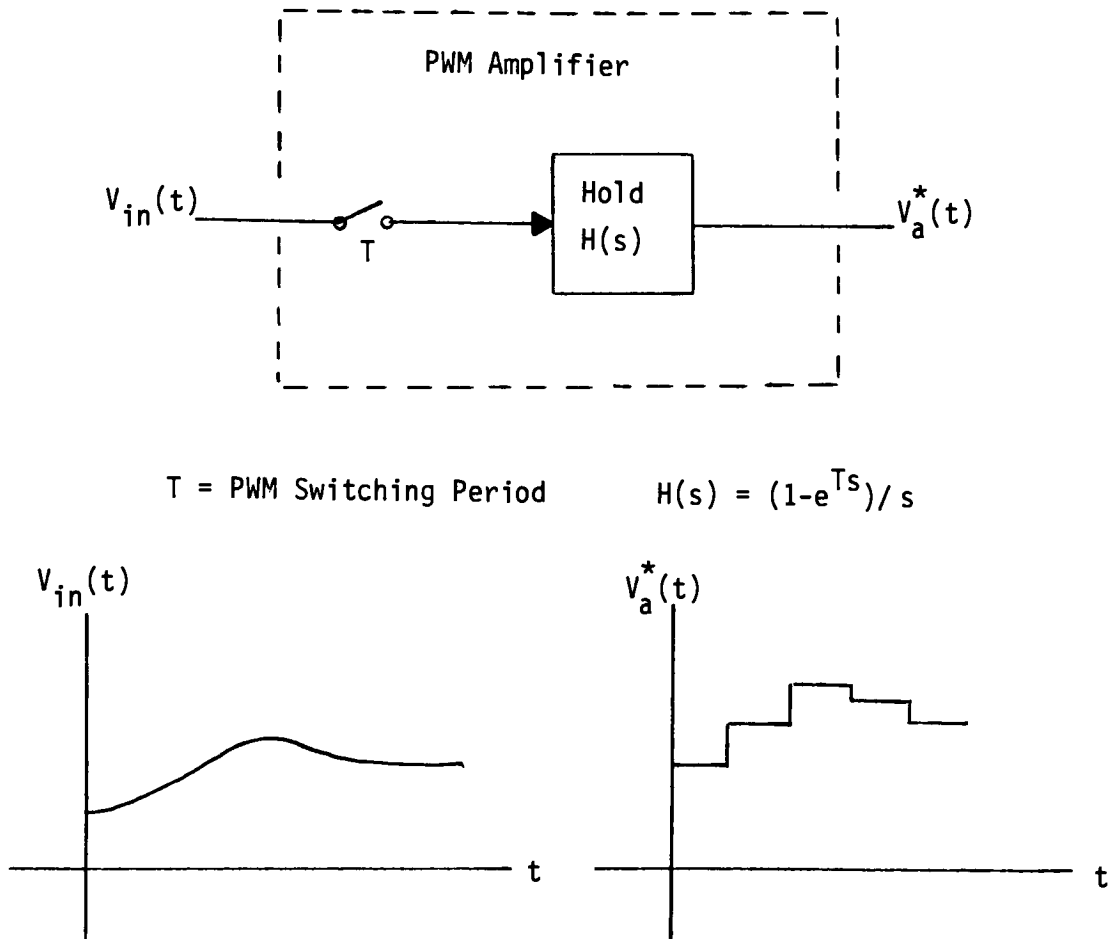 PWM Amplifier
V_in(t)
T
Hold
H(s)
V_a^*(t)
T = PWM Switching Period
H(s) = (1-e^Ts)/ s
V_in(t)
V_a^*(t)
t
t